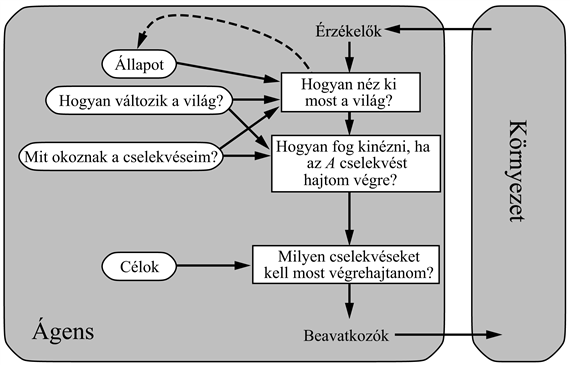 Érzékelők
Állapot
Hogyan néz ki
most a világ?
Hogyan változik a világ?
Mit okoznak a cselekvéseim?
Hogyan fog kinézni, ha
az A cselekvést
hajtom végre?
Célok
Milyen cselekvéseket
kell most végrehajtanom?
Ágens
Beavatkozók
Környezet